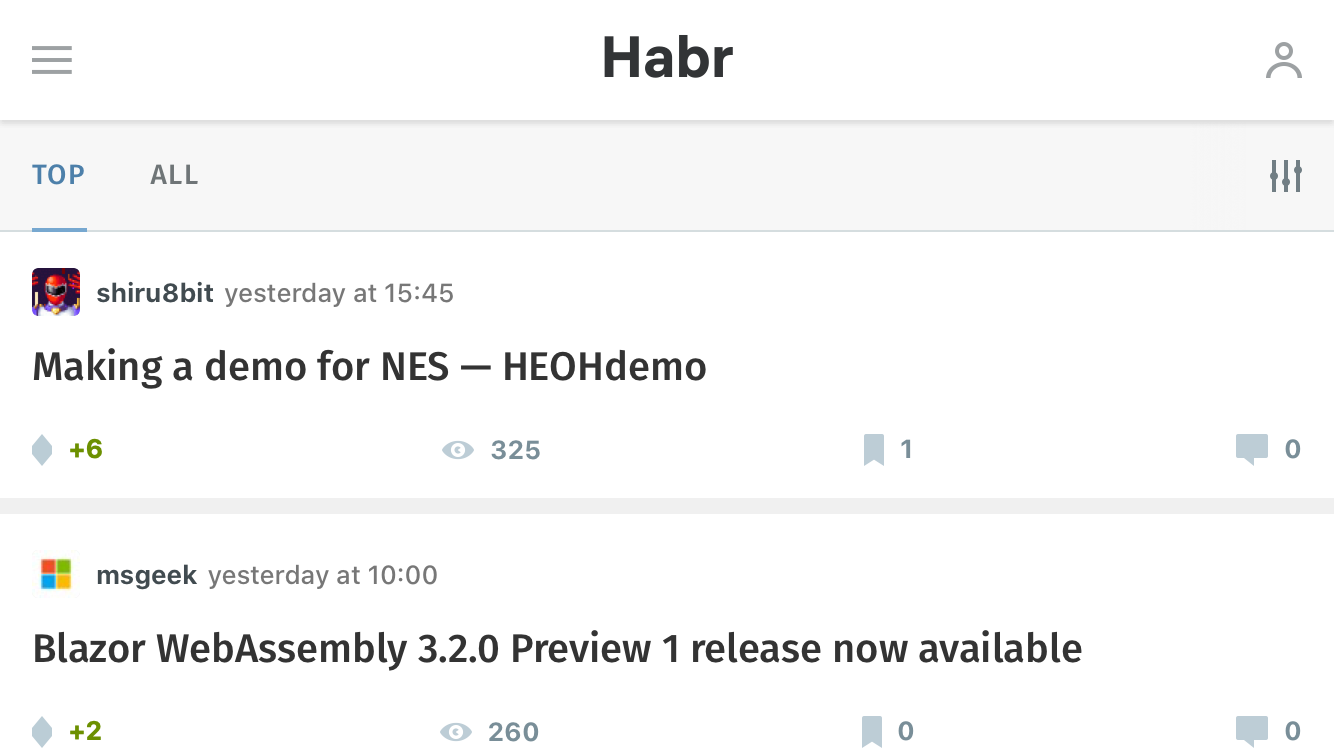 Habr
TOP ALL
shiru8bit yesterday at 15:45
Making a demo for NES — HEOHdemo
+6 325 1 0
msgeek yesterday at 10:00
Blazor WebAssembly 3.2.0 Preview 1 release now available
+2 260 0 0